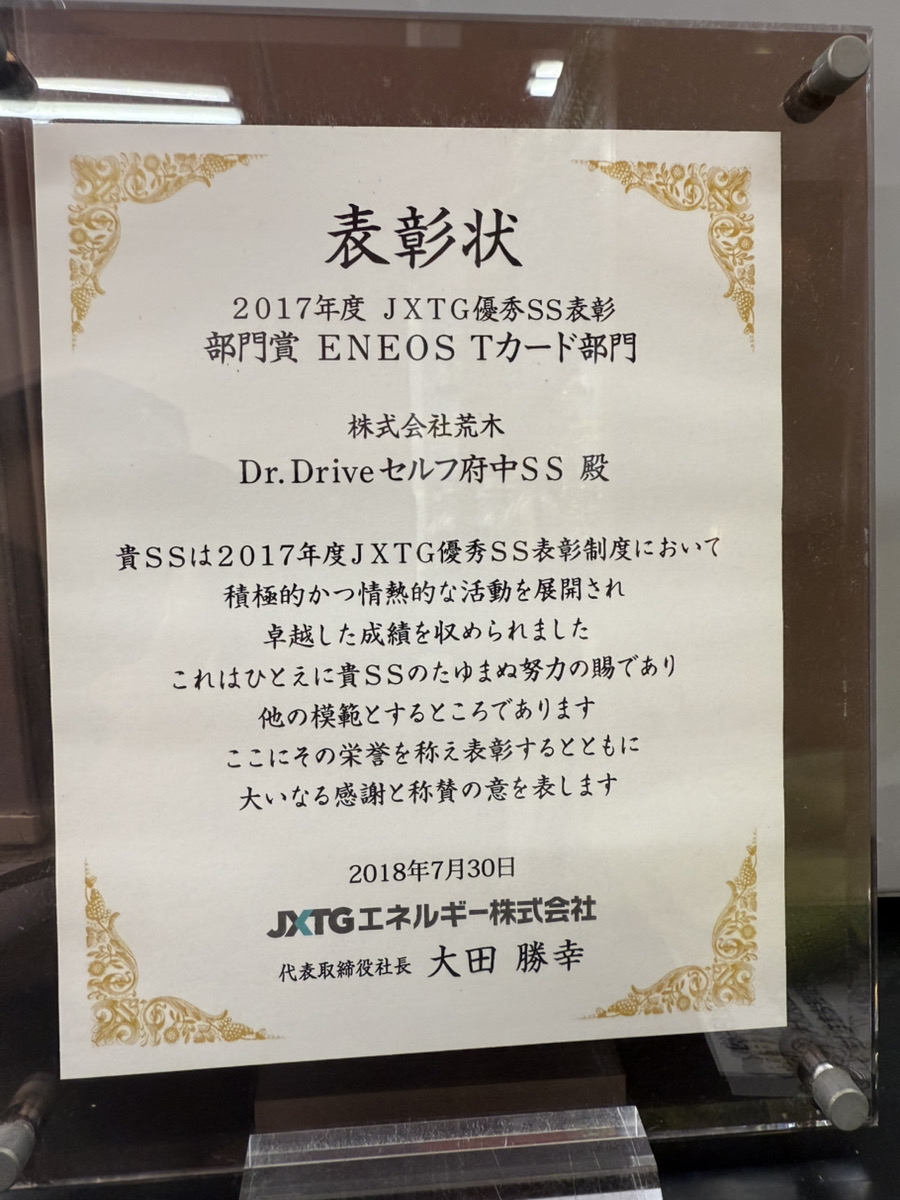 表彰状
2017年度 JXTG優秀SS表彰
部門賞 ENEOS Tカード部門
株式会社荒木
Dr.Driveセルフ府中SS 殿
貴SSは2017年度JXTG優秀SS表彰制度において
積極的かつ情熱的な活動を展開され
卓越した成績を収められました
これはひとえに貴SSのたゆまぬ努力の賜であり
他の模範とするところであります
ここにその栄誉を称え表彰するとともに
大いなる感謝と称賛の意を表します
2018年7月30日
JXTGエネルギー株式会社
代表取締役社長 大田 勝幸